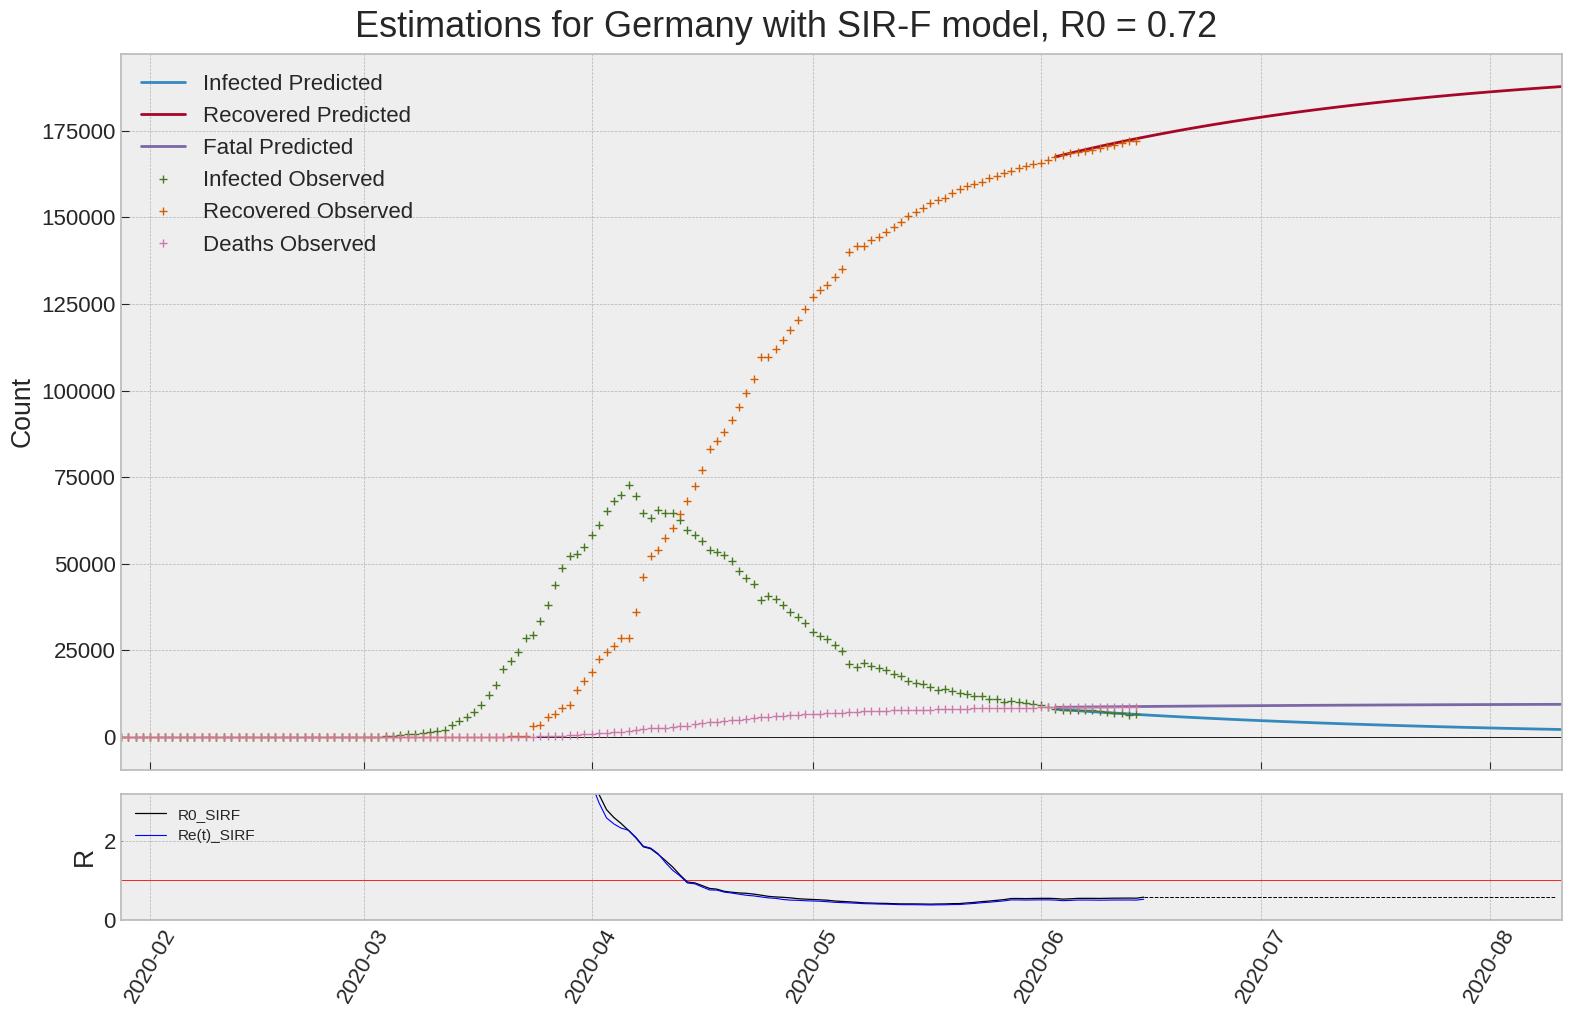 Estimations for Germany with SIR-F model, R0 = 0.72
Infected Predicted
Recovered Predicted
Fatal Predicted
Infected Observed
Recovered Observed
Deaths Observed
175000
150000
125000
100000
75000
50000
25000
0
Count
R0_SIRF
Re(t)_SIRF
2
0
R
2020-02
2020-03
2020-04
2020-05
2020-06
2020-07
2020-08